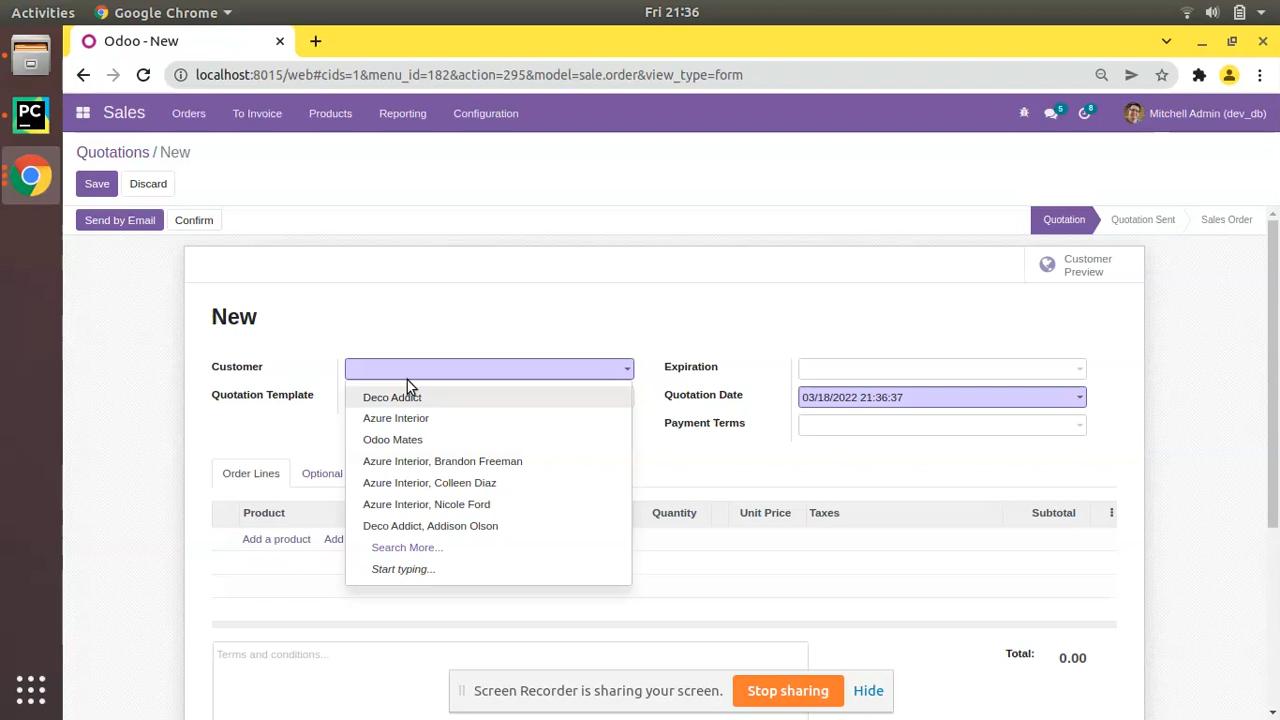 Activities Google Chrome Fri 21:36
Odoo - New
localhost:8015/web#cids=1&menu_id=182&action=295&model=sale.order&view_type=form
Sales Orders To Invoice Products Reporting Configuration 5 8 Mitchell Admin (dev_db)
Quotations / New
Save Discard
Send by Email Confirm Quotation Quotation Sent Sales Order
Customer Preview
New
Customer Expiration
Quotation Template Quotation Date 03/18/2022 21:36:37
Payment Terms
Deco Addict
Azure Interior
Odoo Mates
Azure Interior, Brandon Freeman
Azure Interior, Colleen Diaz
Azure Interior, Nicole Ford
Deco Addict, Addison Olson
Search More...
Start typing...
Order Lines Optional
Product Quantity Unit Price Taxes Subtotal
Add a product Add
Terms and conditions...
Total: 0.00
Screen Recorder is sharing your screen. Stop sharing Hide
PC